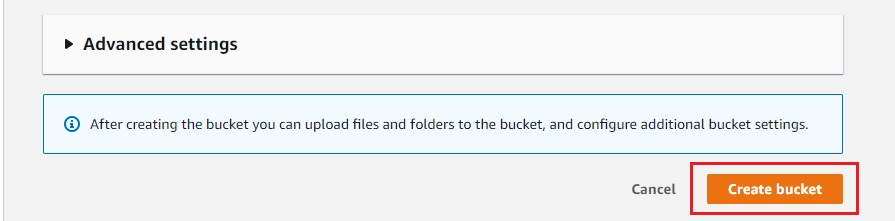 Advanced settings
After creating the bucket you can upload files and folders to the bucket, and configure additional bucket settings.
Cancel
Create bucket